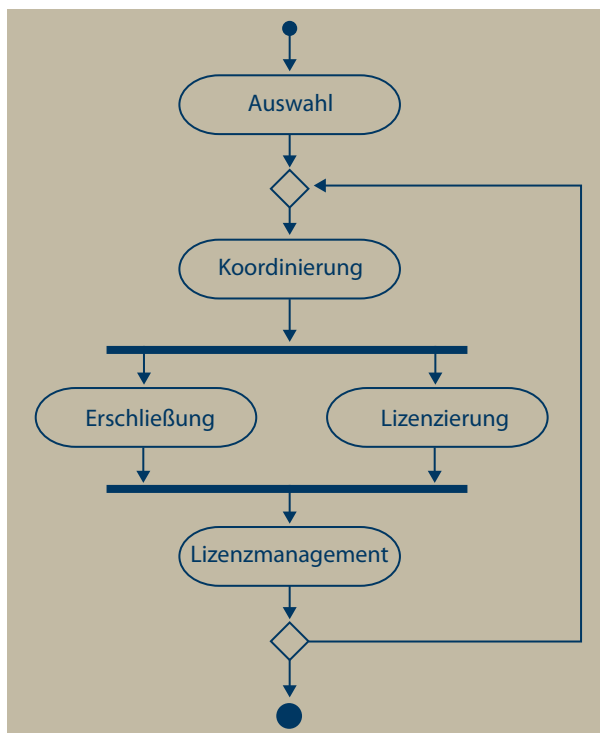 Auswahl
Koordinierung
Erschließung
Lizenzierung
Lizenzmanagement